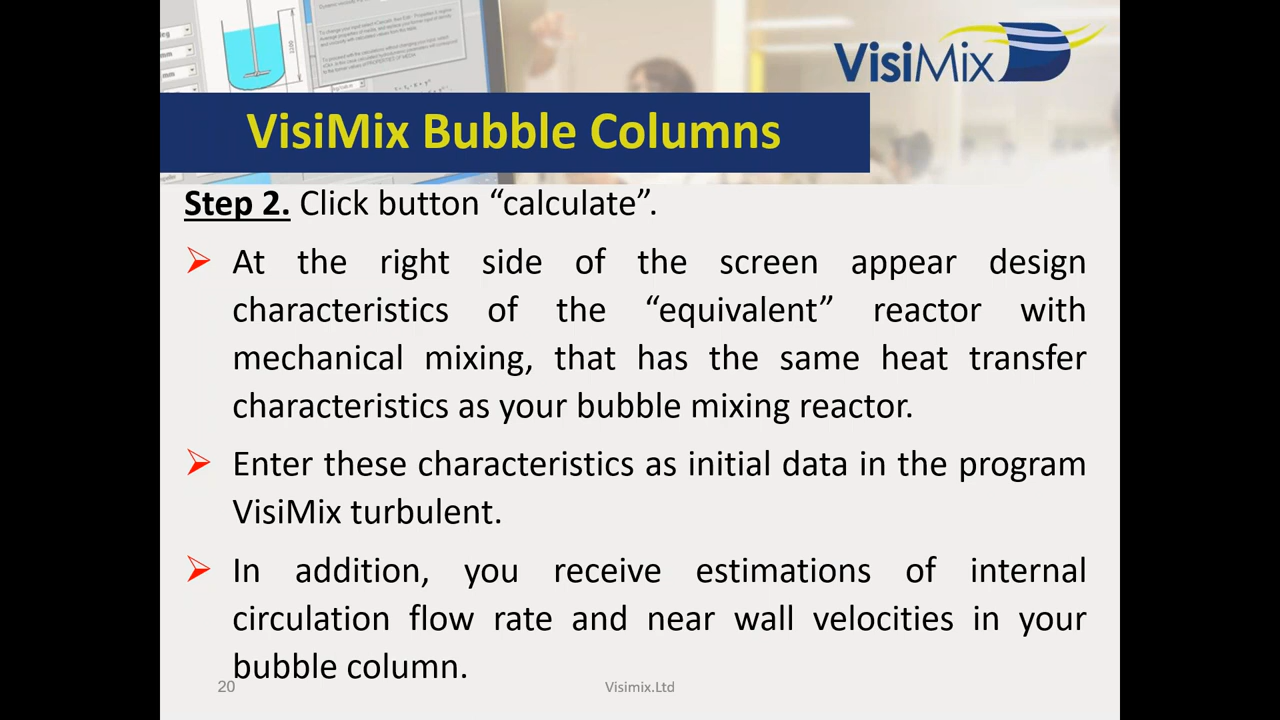 VisiMix
VisiMix Bubble Columns
Step 2. Click button “calculate”.
At the right side of the screen appear design
characteristics of the “equivalent” reactor with
mechanical mixing, that has the same heat transfer
characteristics as your bubble mixing reactor.
Enter these characteristics as initial data in the program
VisiMix turbulent.
In addition, you receive estimations of internal
circulation flow rate and near wall velocities in your
bubble column.
20
Visimix.Ltd